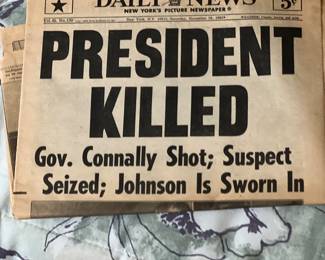 DAILY NEWS
5¢
NEW YORK'S PICTURE NEWSPAPER ®
PRESIDENT
KILLED
Gov. Connally Shot; Suspect
Seized; Johnson Is Sworn In